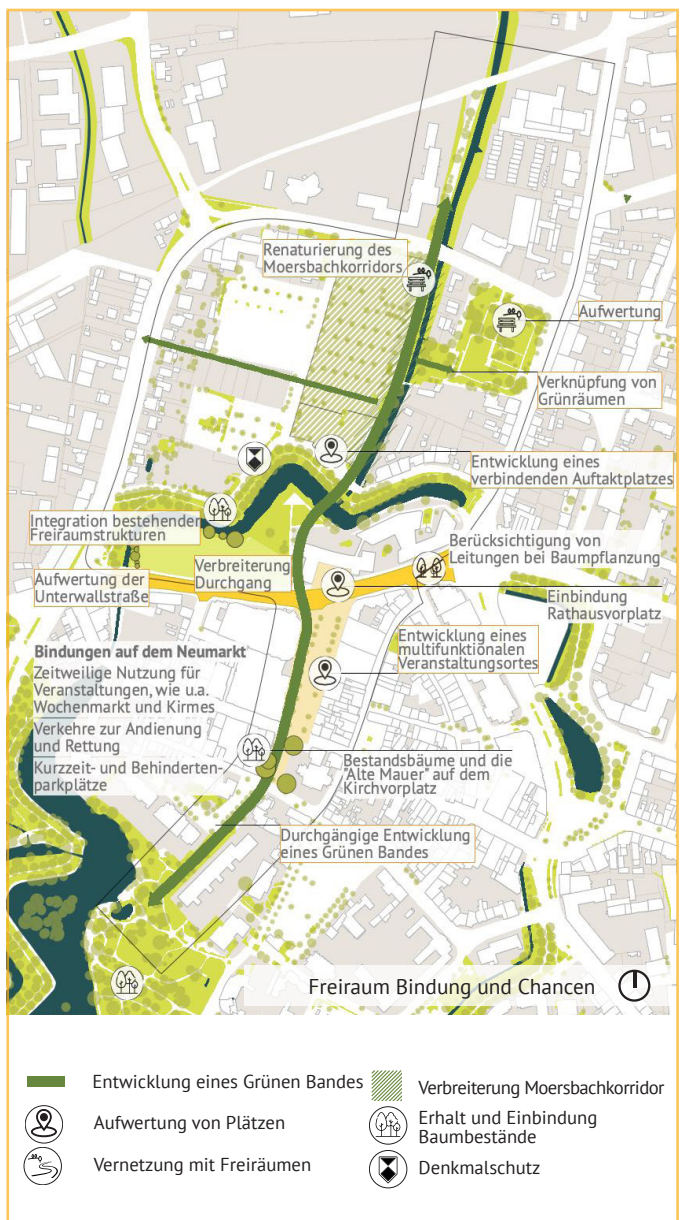 Renaturierung des
Moersbachkorridors
Aufwertung
Verknüpfung von
Grünräumen
Entwicklung eines
verbindenden Auftaktplatzes
Integration bestehender
Freiraumstrukturen
Verbreiterung
Durchgang
Berücksichtigung von
Leitungen bei Baumpflanzung
Aufwertung der
Unterwallstraße
Einbindung
Rathausvorplatz
Entwicklung eines
multifunktionalen
Veranstaltungsortes
Bindungen auf dem Neumarkt
Zeitweilige Nutzung für
Veranstaltungen, wie u.a.
Wochenmarkt und Kirmes
Verkehre zur Andienung
und Rettung
Kurzzeit- und Behinderten-
parkplätze
Bestandsbäume und die
"Alte Mauer" auf dem
Kirchvorplatz
Durchgängige Entwicklung
eines Grünen Bandes
Freiraum Bindung und Chancen
Entwicklung eines Grünen Bandes
Aufwertung von Plätzen
Vernetzung mit Freiräumen
Verbreiterung Moersbachkorridor
Erhalt und Einbindung
Baumbestände
Denkmalschutz